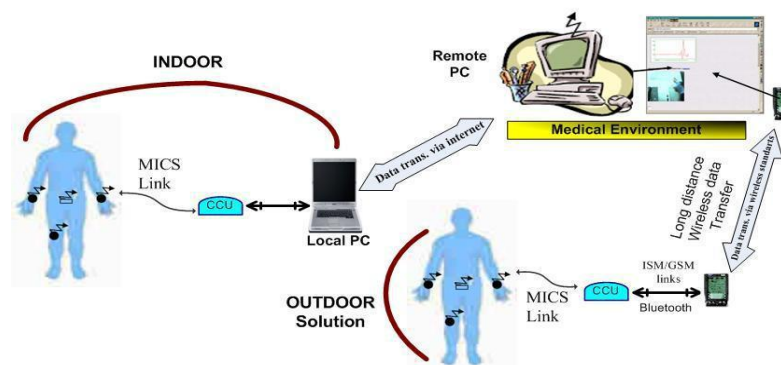 INDOOR
Remote
PC
Medical Environment
MICS
Link
CCU
Local PC
Data trans. via internet
Long distance
Wireless data
Transfer
Data trans. via wireless standarts
OUTDOOR
Solution
MICS
Link
CCU
ISM/GSM
links
Bluetooth